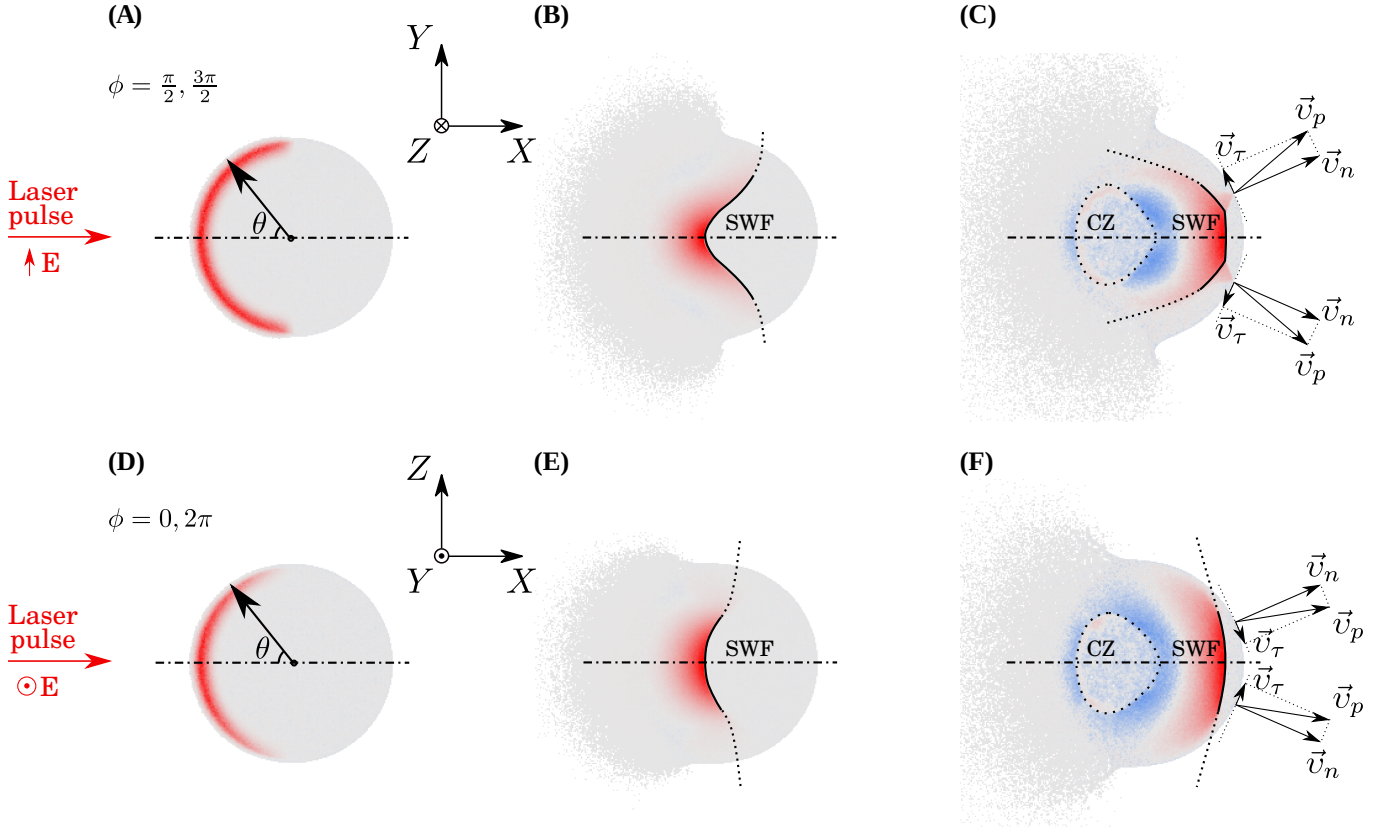 (A)
(B)
(C)
ϕ = π/2, 3π/2
Y
Z
X
Laser
pulse
E
θ
SWF
CZ
SWF
υ⃗p
υ⃗τ
υ⃗n
υ⃗n
υ⃗τ
υ⃗p
(D)
(E)
(F)
ϕ = 0, 2π
Z
Y
X
Laser
pulse
E
θ
SWF
CZ
SWF
υ⃗n
υ⃗p
υ⃗τ
υ⃗τ
υ⃗p
υ⃗n